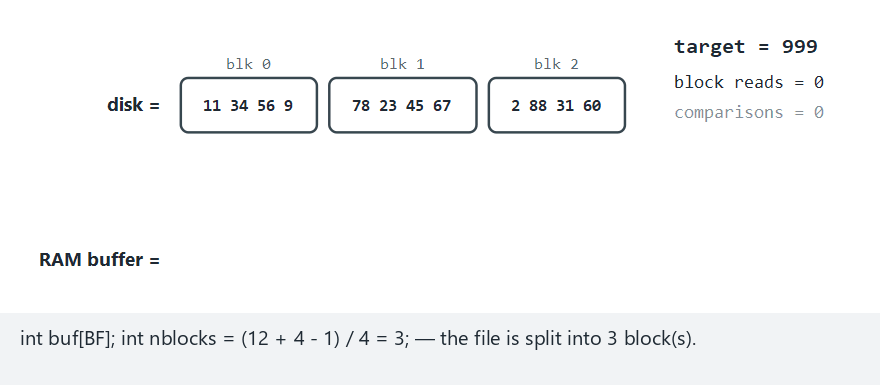 target = 999
blk 0 blk 1 blk 2
block reads = 0
disk = 11 34 56 9 78 23 45 67 2 88 31 60
comparisons = 0
RAM buffer =
int buf[BF]; int nblocks = (12 + 4 - 1) / 4 = 3; — the file is split into 3 block(s).